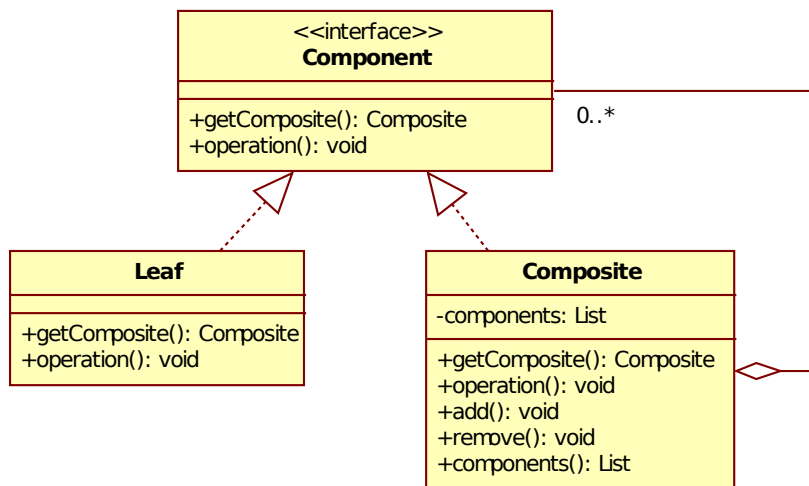 <<interface>>
Component
+getComposite(): Composite
+operation(): void
0..*
Leaf
+getComposite(): Composite
+operation(): void
Composite
-components: List
+getComposite(): Composite
+operation(): void
+add(): void
+remove(): void
+components(): List